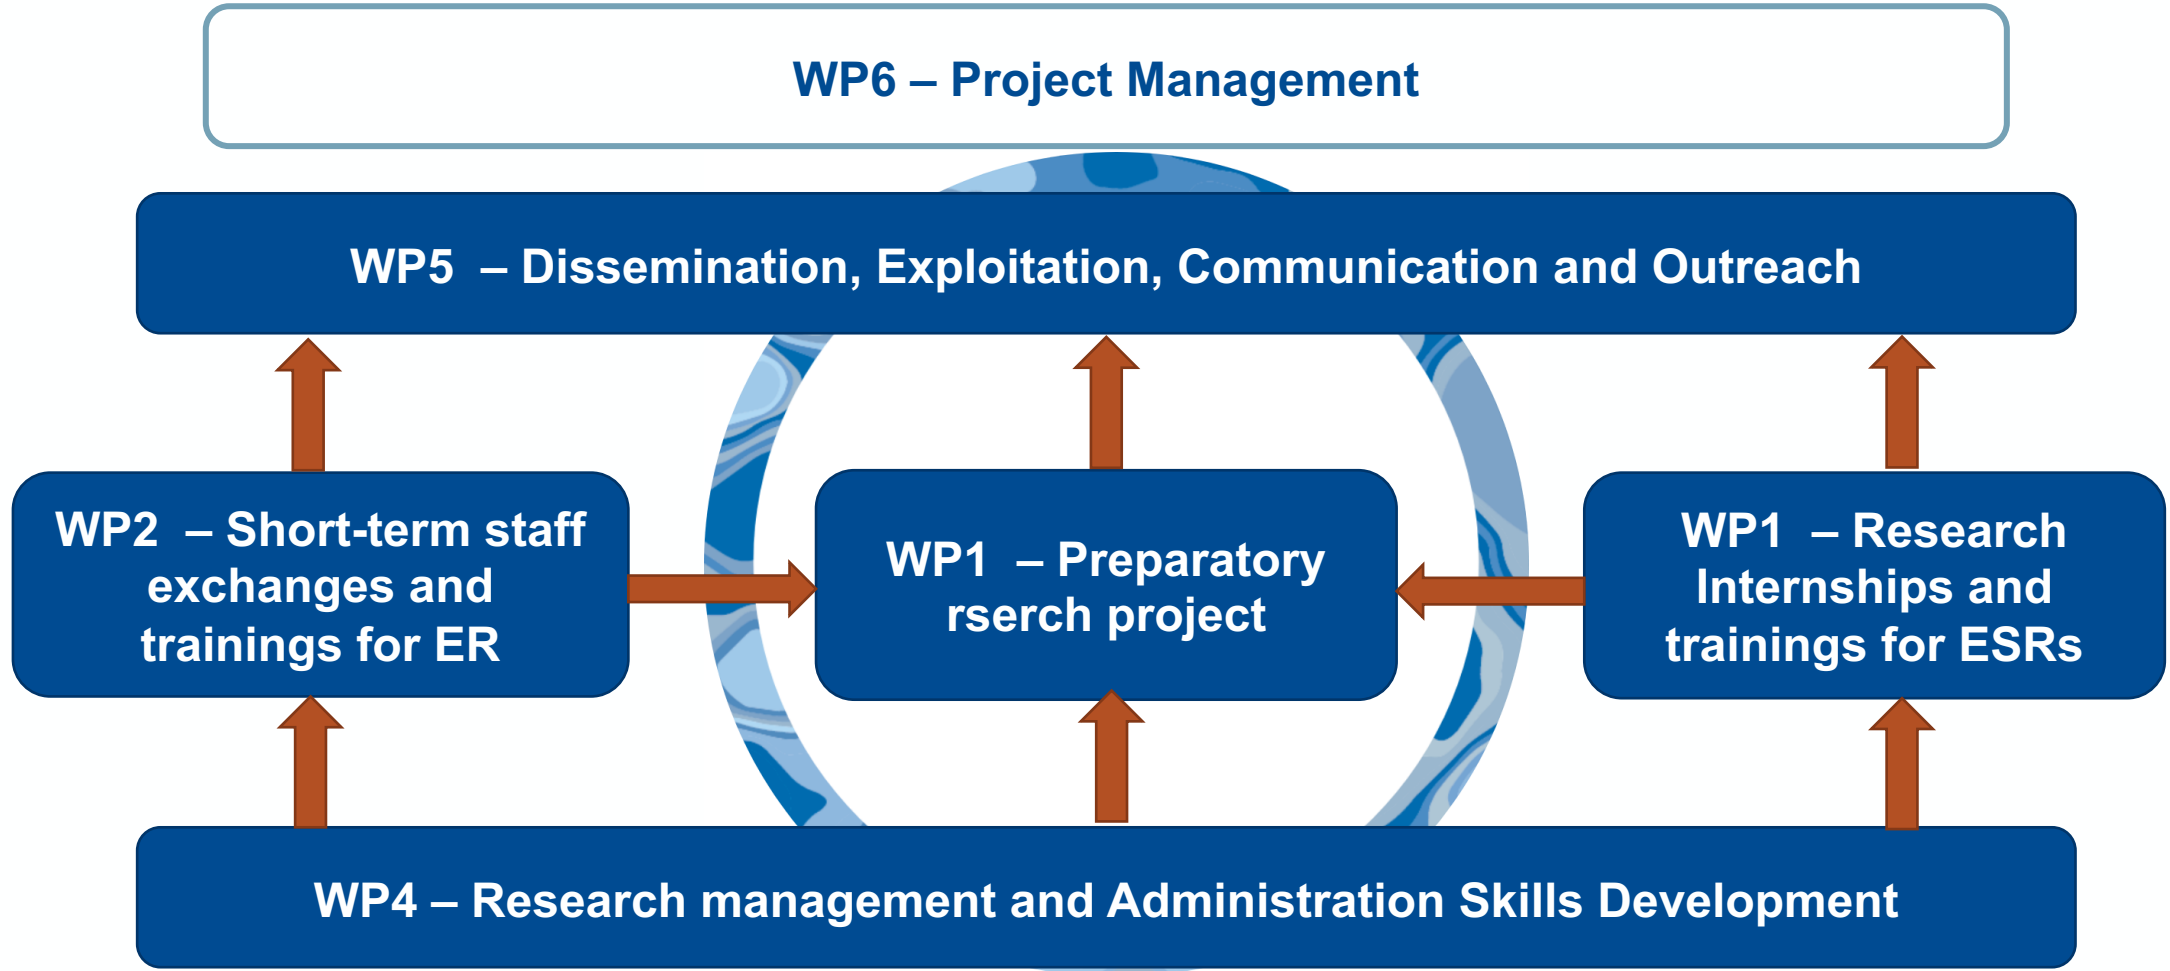 WP6 – Project Management
WP5 – Dissemination, Exploitation, Communication and Outreach
WP2 – Short-term staff
exchanges and
trainings for ER
WP1 – Preparatory
rserch project
WP1 – Research
Internships and
trainings for ESRs
WP4 – Research management and Administration Skills Development